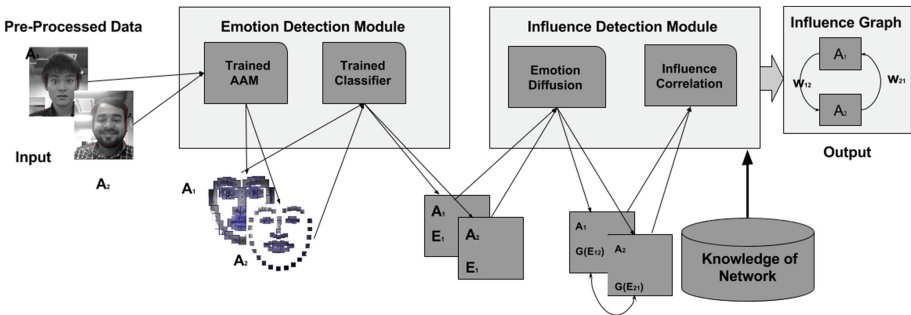 Pre-Processed Data
A1
Input
A2
Emotion Detection Module
Trained
AAM
Trained
Classifier
A1
A2
A1
E1
A2
E1
Influence Detection Module
Emotion
Diffusion
Influence
Correlation
A1
G(E12)
A2
G(E21)
Knowledge of
Network
Influence Graph
A1
W12
W21
A2
Output